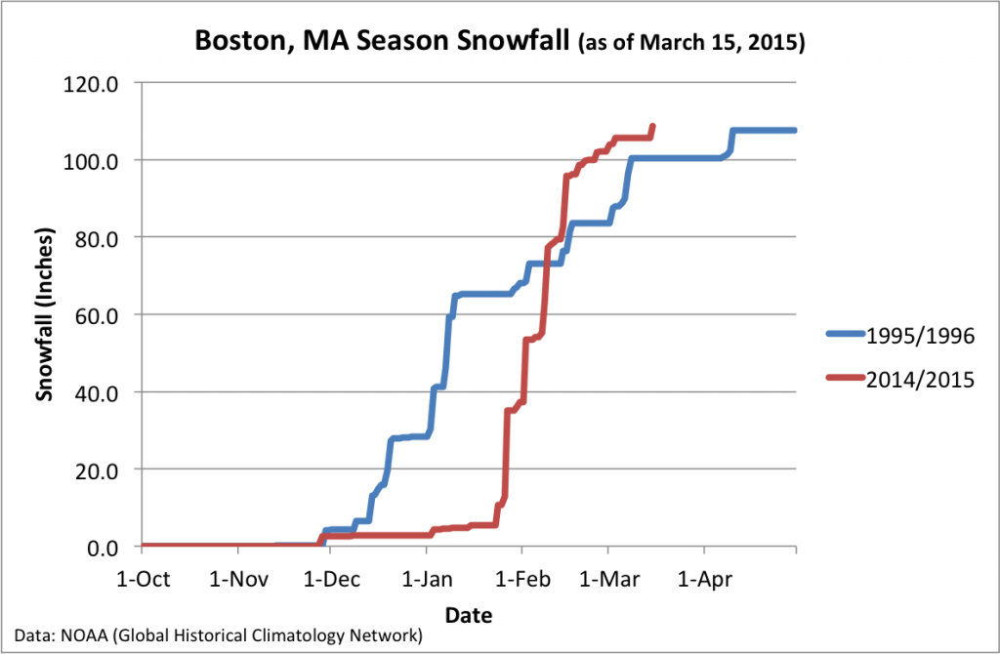 Boston, MA Season Snowfall (as of March 15, 2015)
120.0
100.0
80.0
60.0
40.0
20.0
0.0
Snowfall (Inches)
1-Oct 1-Nov 1-Dec 1-Jan 1-Feb 1-Mar 1-Apr
Date
1995/1996
2014/2015
Data: NOAA (Global Historical Climatology Network)